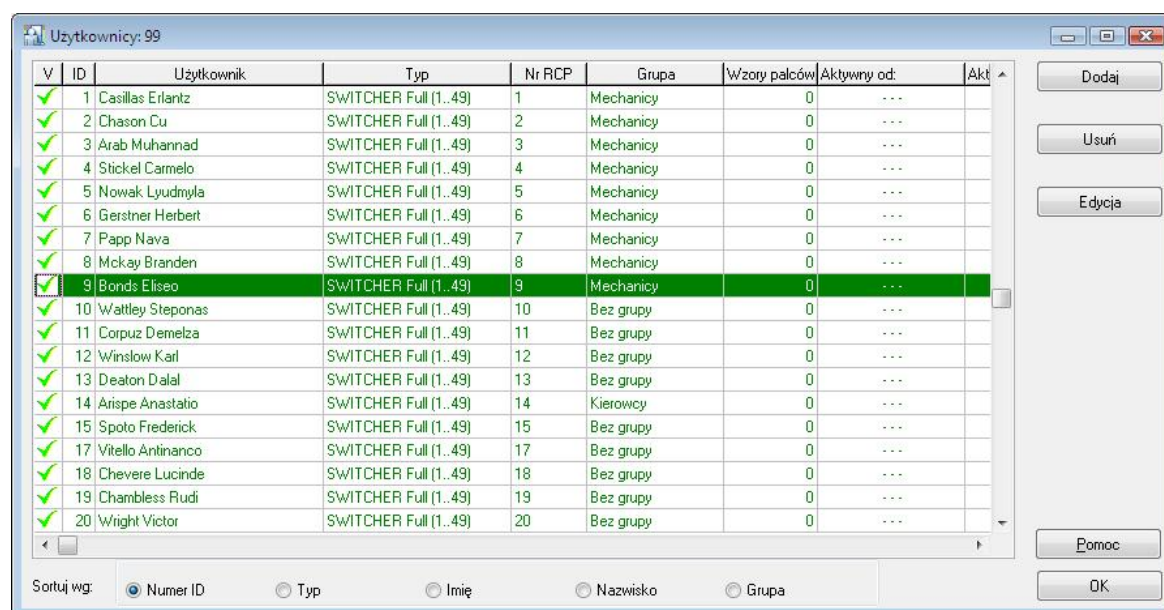 Użytkownicy: 99
V ID Użytkownik Typ Nr RCP Grupa Wzory palców Aktywny od: Akt
1 Casillas Erlantz SWITCHER Full (1..49) 1 Mechanicy 0 - - -
2 Chason Cu SWITCHER Full (1..49) 2 Mechanicy 0 - - -
3 Arab Muhannad SWITCHER Full (1..49) 3 Mechanicy 0 - - -
4 Stickel Carmelo SWITCHER Full (1..49) 4 Mechanicy 0 - - -
5 Nowak Lyudmyla SWITCHER Full (1..49) 5 Mechanicy 0 - - -
6 Gerstner Herbert SWITCHER Full (1..49) 6 Mechanicy 0 - - -
7 Papp Nava SWITCHER Full (1..49) 7 Mechanicy 0 - - -
8 Mckay Branden SWITCHER Full (1..49) 8 Mechanicy 0 - - -
9 Bonds Eliseo SWITCHER Full (1..49) 9 Mechanicy 0 - - -
10 Wattley Steponas SWITCHER Full (1..49) 10 Bez grupy 0 - - -
11 Corpuz Demelza SWITCHER Full (1..49) 11 Bez grupy 0 - - -
12 Winslow Karl SWITCHER Full (1..49) 12 Bez grupy 0 - - -
13 Deaton Dalal SWITCHER Full (1..49) 13 Bez grupy 0 - - -
14 Arispe Anastatio SWITCHER Full (1..49) 14 Kierowcy 0 - - -
15 Spoto Frederick SWITCHER Full (1..49) 15 Bez grupy 0 - - -
17 Vitello Antinanco SWITCHER Full (1..49) 17 Bez grupy 0 - - -
18 Chevere Lucinde SWITCHER Full (1..49) 18 Bez grupy 0 - - -
19 Chambless Rudi SWITCHER Full (1..49) 19 Bez grupy 0 - - -
20 Wright Victor SWITCHER Full (1..49) 20 Bez grupy 0 - - -
Dodaj
Usuń
Edycja
Pomoc
OK
Sortuj wg: Numer ID Typ Imię Nazwisko Grupa